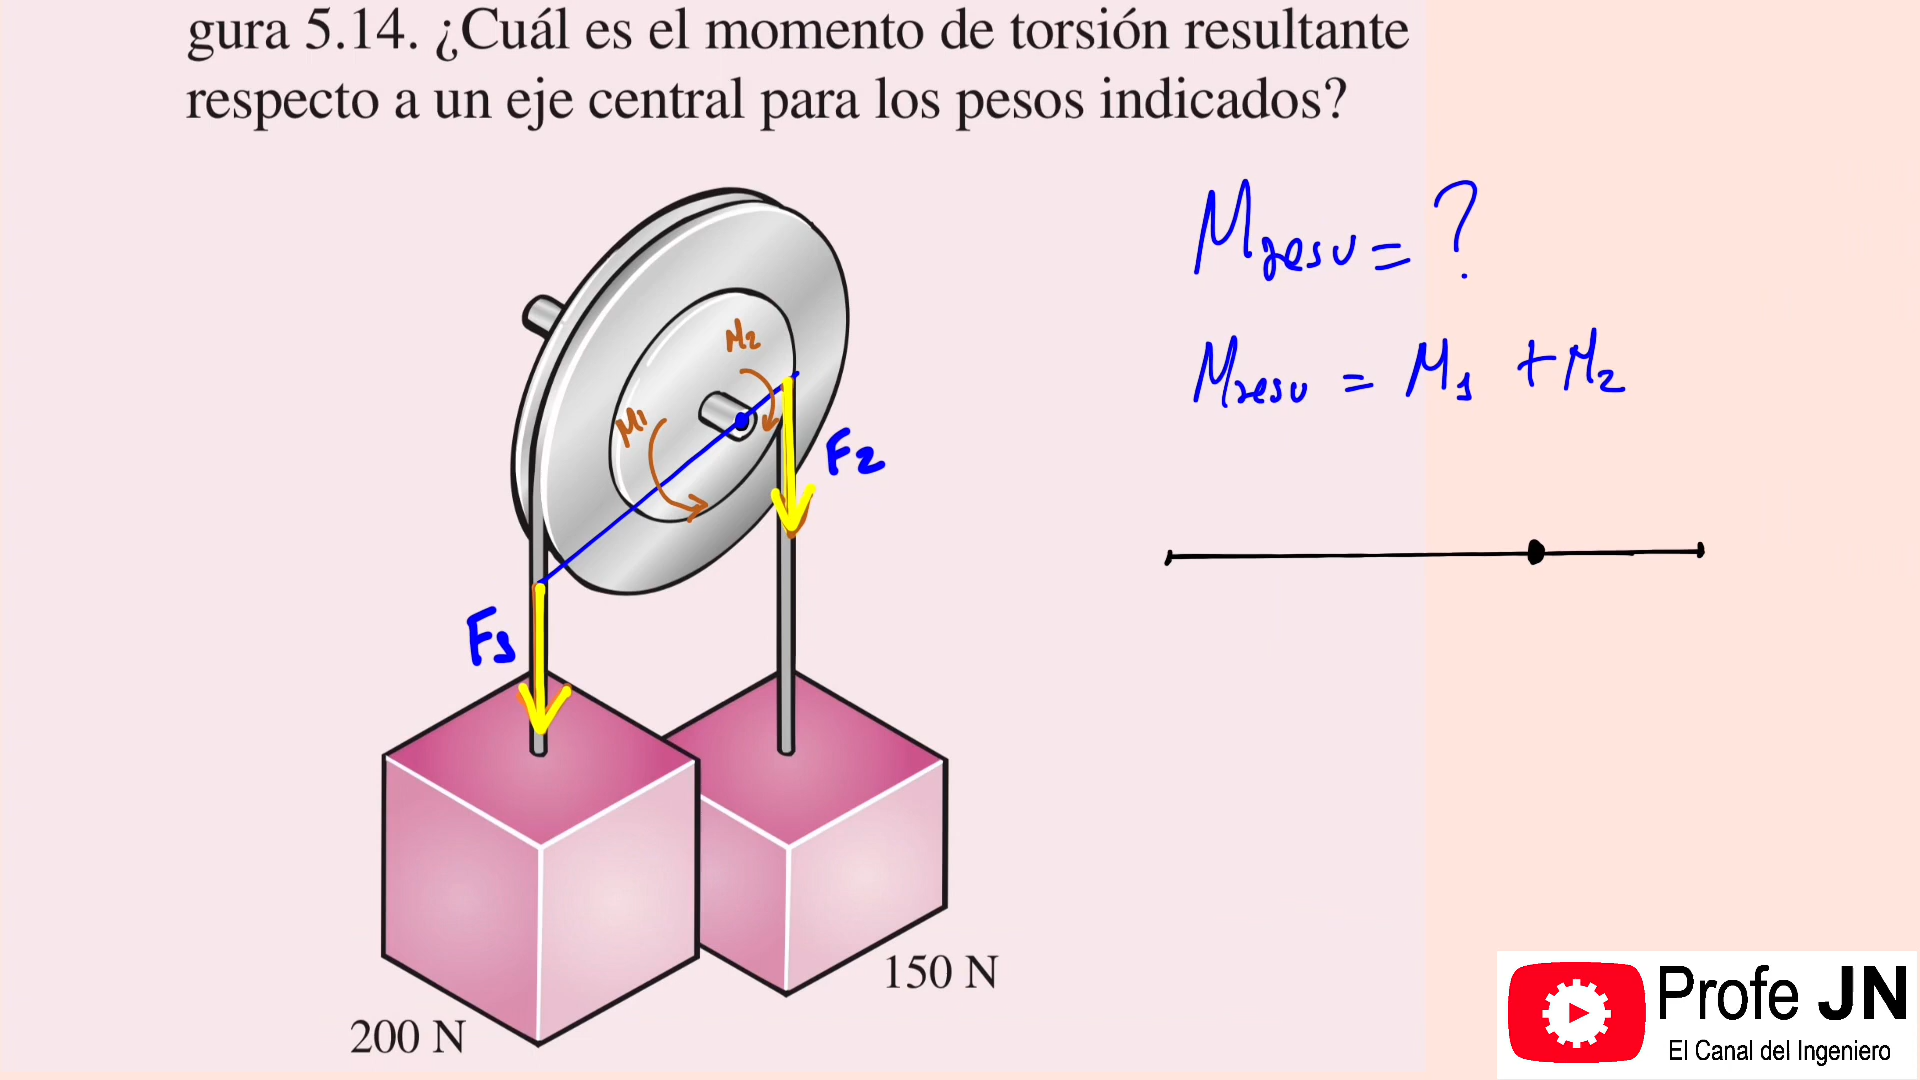 gura 5.14. ¿Cuál es el momento de torsión resultante
respecto a un eje central para los pesos indicados?
Mresu = ?
Mresu = M1 + M2
M2
M1
F2
F1
150 N
200 N
Profe JN
El Canal del Ingeniero